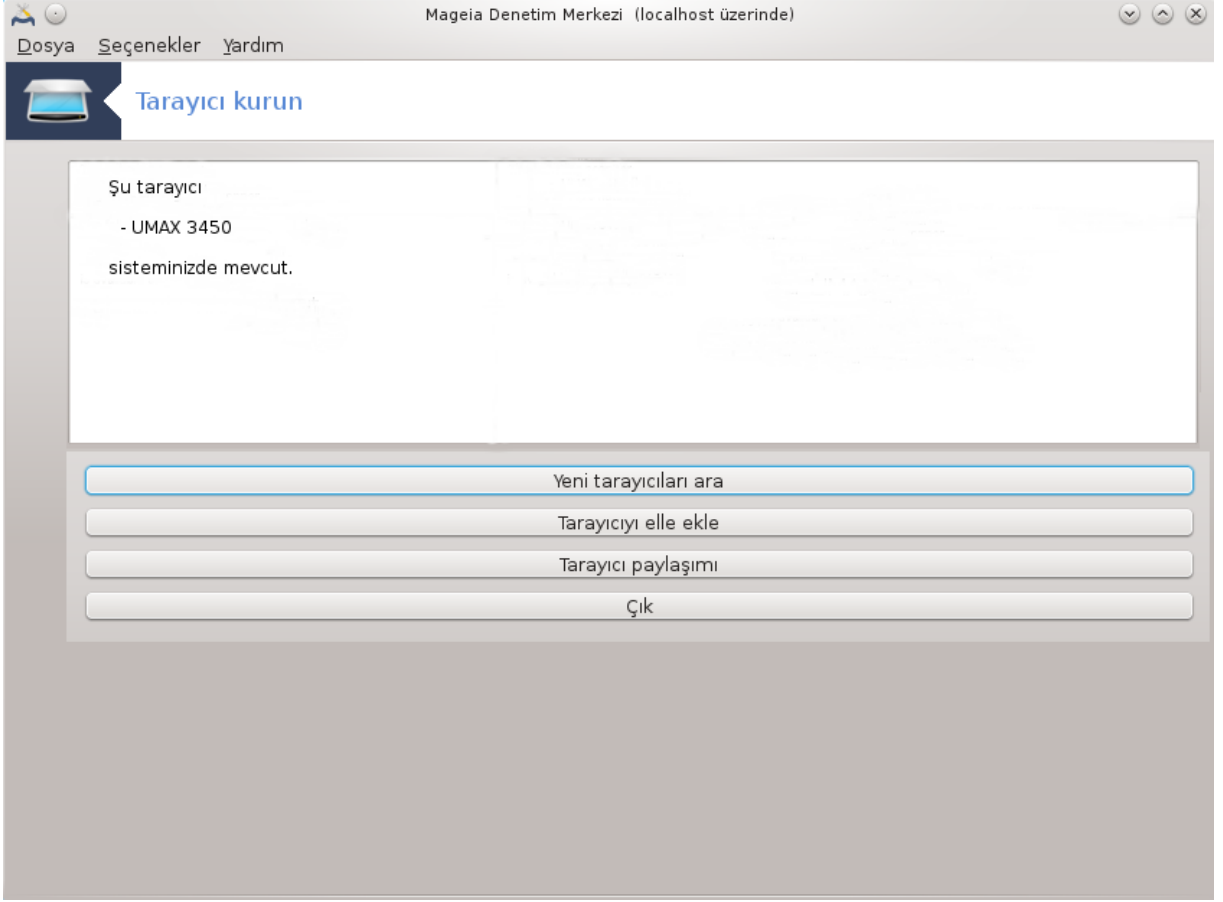 Mageia Denetim Merkezi (localhost üzerinde)
Dosya Seçenekler Yardım
Tarayıcı kurun
Şu tarayıcı
- UMAX 3450
sisteminizde mevcut.
Yeni tarayıcıları ara
Tarayıcıyı elle ekle
Tarayıcı paylaşımı
Çık